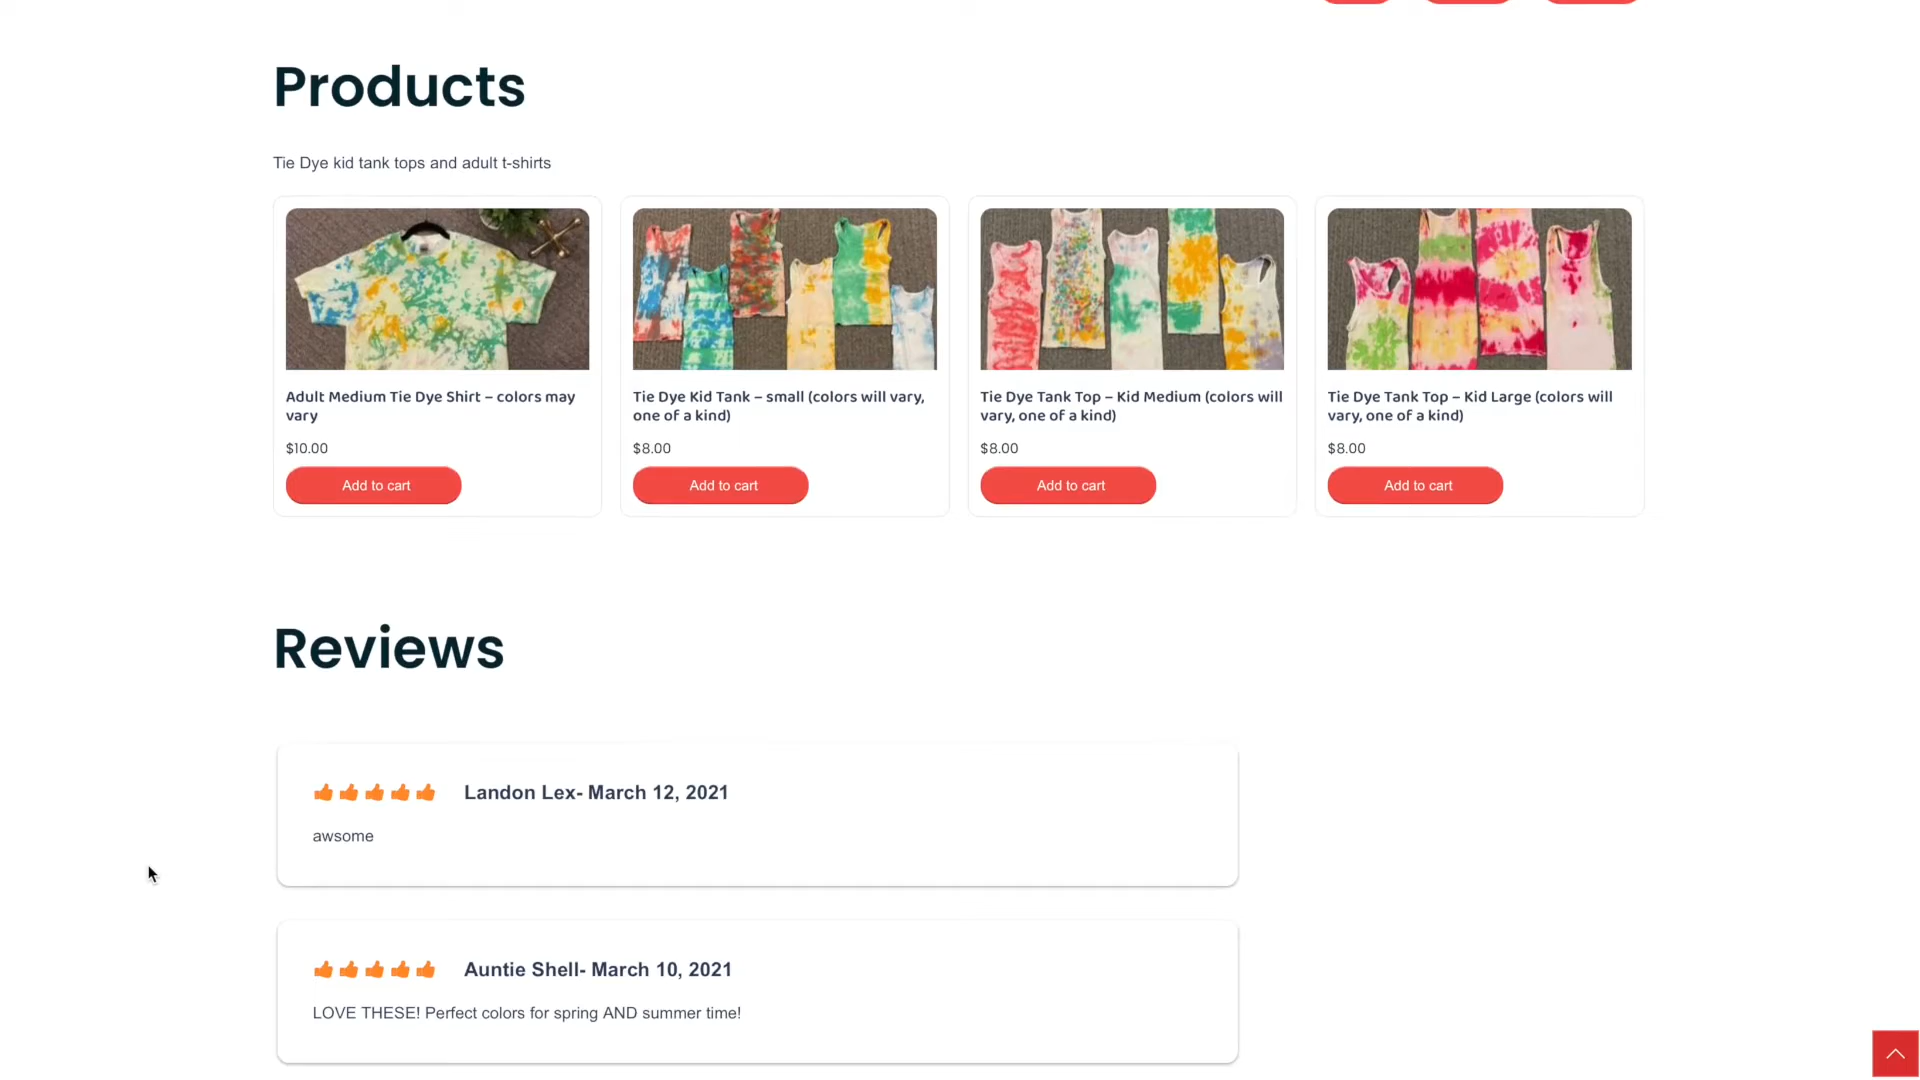 Products
Tie Dye kid tank tops and adult t-shirts
Adult Medium Tie Dye Shirt – colors may
vary
$10.00
Add to cart
Tie Dye Kid Tank – small (colors will vary,
one of a kind)
$8.00
Add to cart
Tie Dye Tank Top – Kid Medium (colors will
vary, one of a kind)
$8.00
Add to cart
Tie Dye Tank Top – Kid Large (colors will
vary, one of a kind)
$8.00
Add to cart
Reviews
Landon Lex- March 12, 2021
awsome
Auntie Shell- March 10, 2021
LOVE THESE! Perfect colors for spring AND summer time!